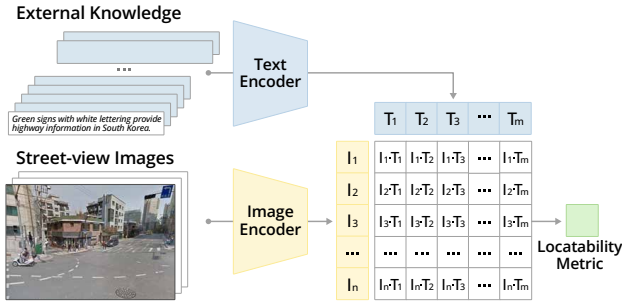 External Knowledge
...
Green signs with white lettering provide
highway information in South Korea.
Text
Encoder
Street-view Images
Image
Encoder
T1 T2 T3 ... Tm
I1 I1·T1 I1·T2 I1·T3 ... I1·Tm
I2 I2·T1 I2·T2 I2·T3 ... I2·Tm
I3 I3·T1 I3·T2 I3·T3 ... I3·Tm
... ... ... ... ... ...
In In·T1 In·T2 In·T3 ... In·Tm
Locatability
Metric